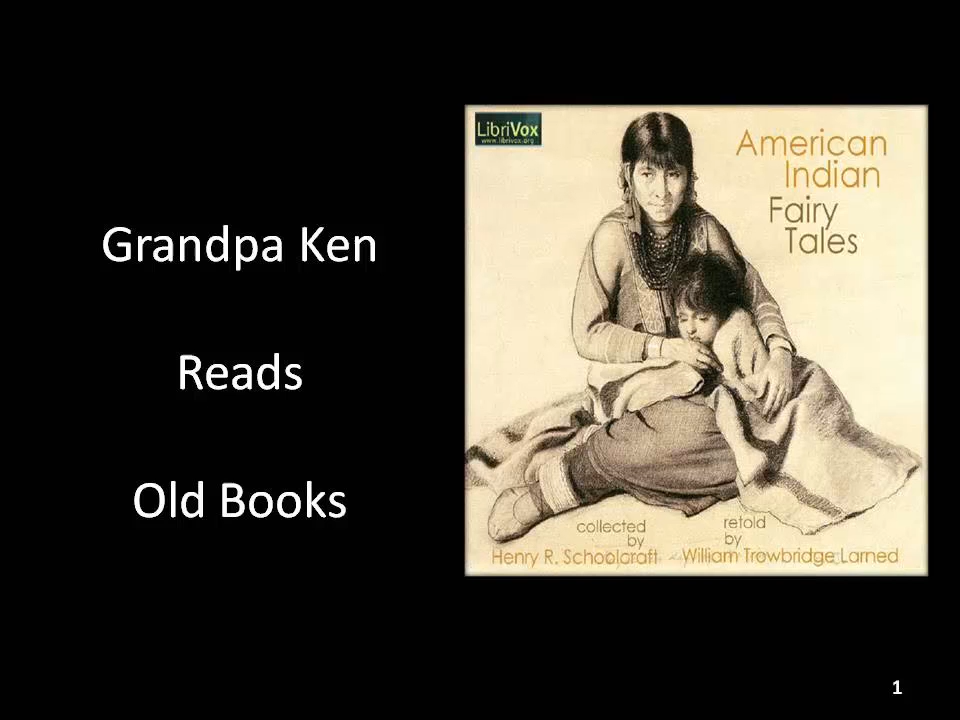 Grandpa Ken
Reads
Old Books
LibriVox
www.librivox.org
American
Indian
Fairy
Tales
collected
by
Henry R. Schoolcraft
retold
by
William Trowbridge Larned
1